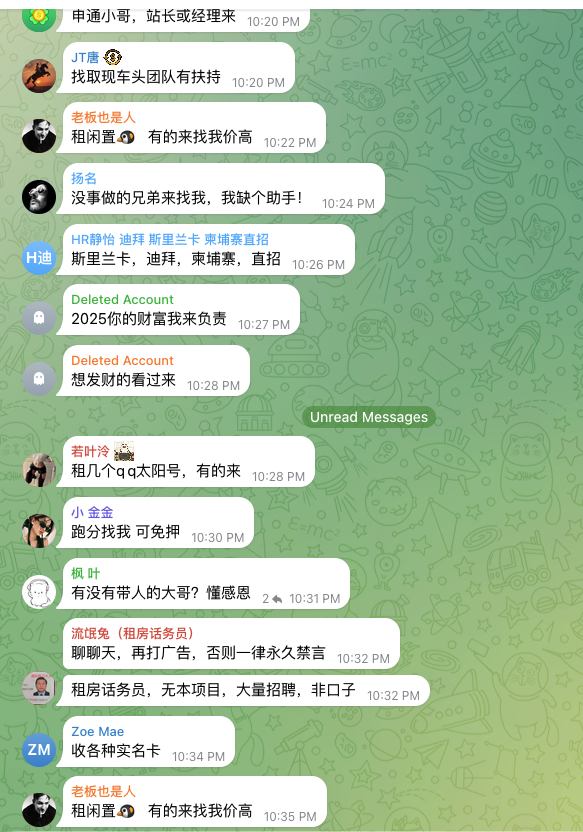 申通小哥，站长或经理来 10:20 PM
JT唐
找取现车头团队有扶持 10:20 PM
老板也是人
租闲置🐧 有的来找我价高 10:22 PM
扬名
没事做的兄弟来找我，我缺个助手！ 10:24 PM
HR静怡 迪拜 斯里兰卡 柬埔寨直招
H迪
斯里兰卡，迪拜，柬埔寨，直招 10:26 PM
Deleted Account
2025你的财富我来负责 10:27 PM
Deleted Account
想发财的看过来 10:28 PM
Unread Messages
若叶泠
租几个qq太阳号，有的来 10:28 PM
小 金金
跑分找我 可免押 10:30 PM
枫 叶
有没有带人的大哥？懂感恩 2 10:31 PM
流氓兔（租房话务员）
聊聊天，再打广告，否则一律永久禁言 10:32 PM
租房话务员，无本项目，大量招聘，非口子 10:32 PM
Zoe Mae
ZM
收各种实名卡 10:34 PM
老板也是人
租闲置🐧 有的来找我价高 10:35 PM